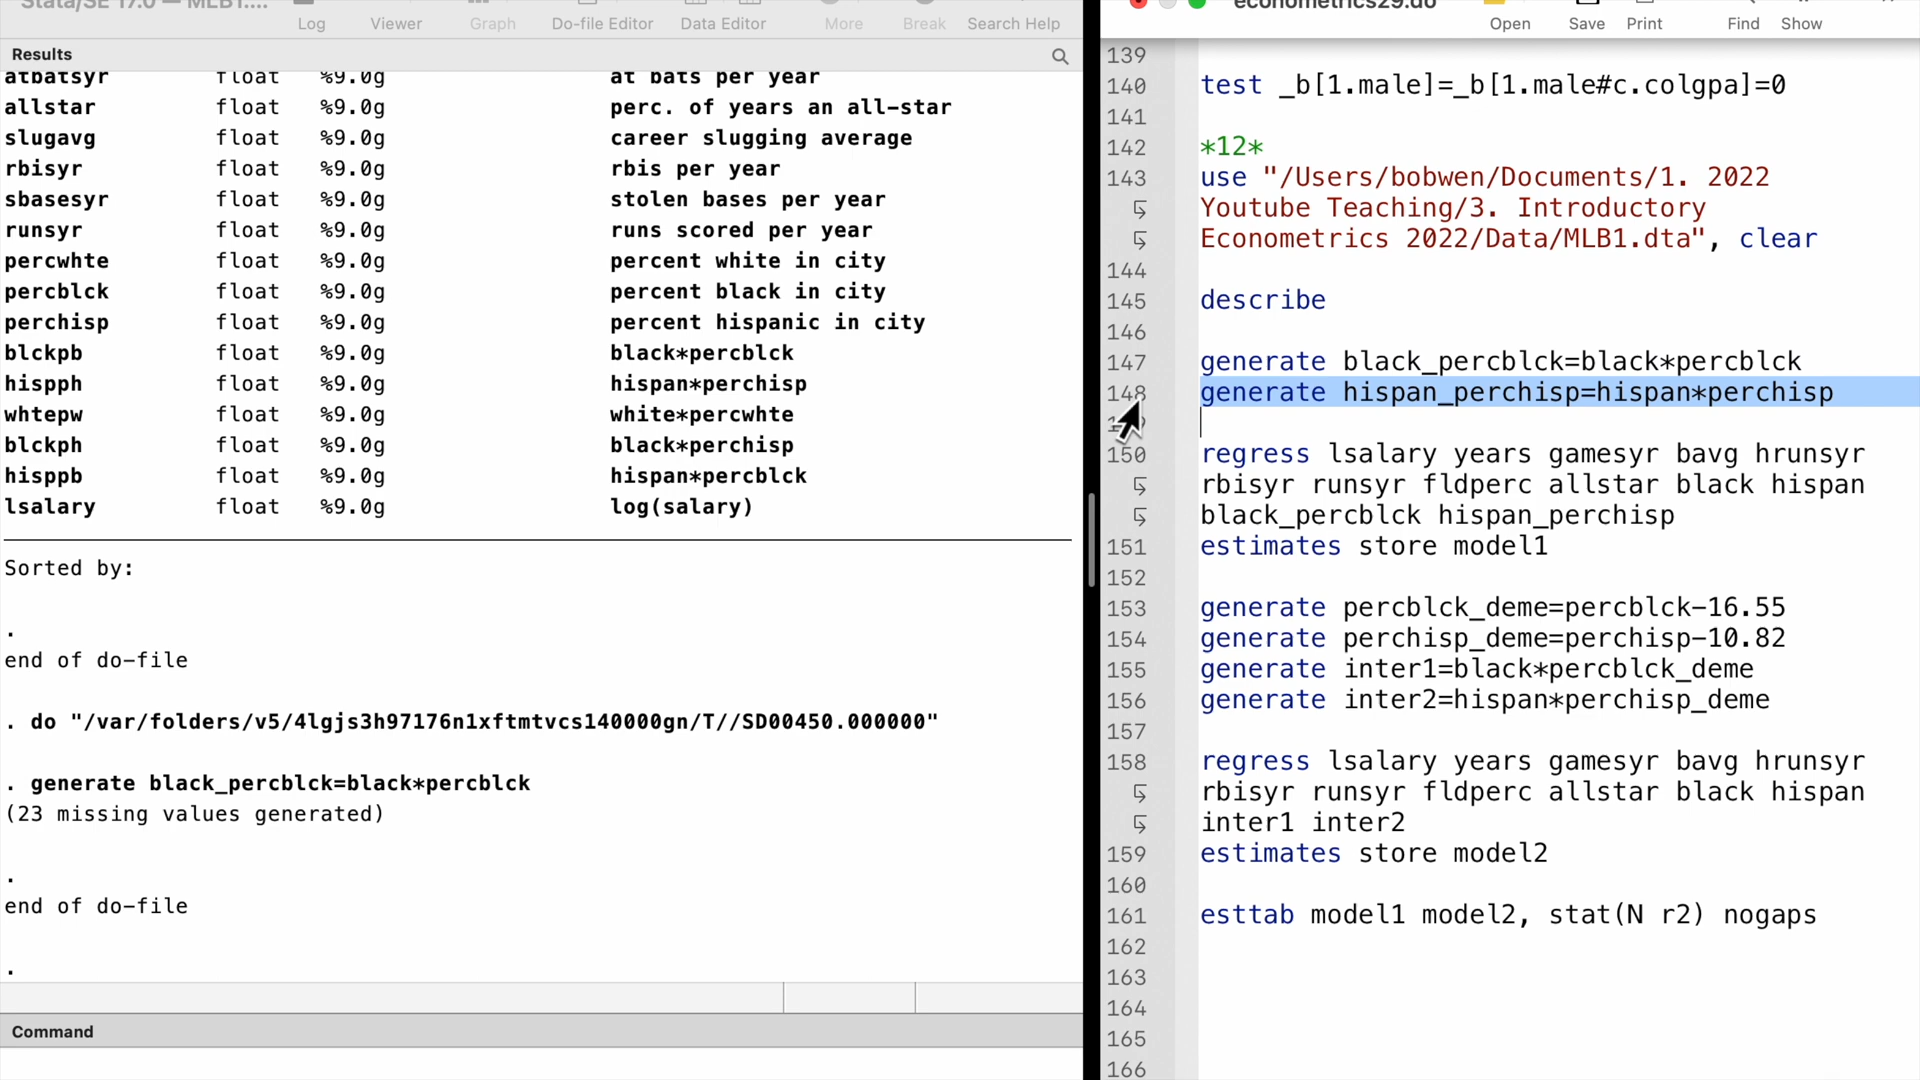 Stata/SE 17.0 — MLB1....
Log Viewer Graph Do-file Editor Data Editor More Break Search Help
Results
atbatsyr float %9.0g at bats per year
allstar float %9.0g perc. of years an all-star
slugavg float %9.0g career slugging average
rbisyr float %9.0g rbis per year
sbasesyr float %9.0g stolen bases per year
runsyr float %9.0g runs scored per year
percwhte float %9.0g percent white in city
percblck float %9.0g percent black in city
perchisp float %9.0g percent hispanic in city
blckpb float %9.0g black*percblck
hispph float %9.0g hispan*perchisp
whtepw float %9.0g white*percwhte
blckph float %9.0g black*perchisp
hisppb float %9.0g hispan*percblck
lsalary float %9.0g log(salary)
Sorted by:
.
end of do-file
. do "/var/folders/v5/4lgjs3h97176n1xftmtvcs140000gn/T//SD00450.000000"
. generate black_percblck=black*percblck
(23 missing values generated)
.
end of do-file
.
Command
econometrics29.do
Open Save Print Find Show
139
140 test _b[1.male]=_b[1.male#c.colgpa]=0
141
142 *12*
143 use "/Users/bobwen/Documents/1. 2022
Youtube Teaching/3. Introductory
Econometrics 2022/Data/MLB1.dta", clear
144
145 describe
146
147 generate black_percblck=black*percblck
148 generate hispan_perchisp=hispan*perchisp
150 regress lsalary years gamesyr bavg hrunsyr
rbisyr runsyr fldperc allstar black hispan
black_percblck hispan_perchisp
151 estimates store model1
152
153 generate percblck_deme=percblck-16.55
154 generate perchisp_deme=perchisp-10.82
155 generate inter1=black*percblck_deme
156 generate inter2=hispan*perchisp_deme
157
158 regress lsalary years gamesyr bavg hrunsyr
rbisyr runsyr fldperc allstar black hispan
inter1 inter2
159 estimates store model2
160
161 esttab model1 model2, stat(N r2) nogaps
162
163
164
165
166